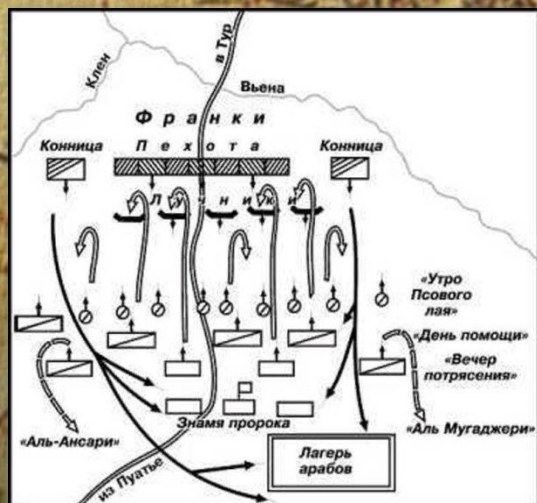 в Тур
Клен
Вьена
Франки
Конница
Пехота
Конница
Лучники
«Утро
Псового
лая»
«День помощи»
«Вечер
потрясения»
Знамя пророка
«Аль-Ансари»
«Аль Мугаджери»
Лагерь
арабов
из Пуатье